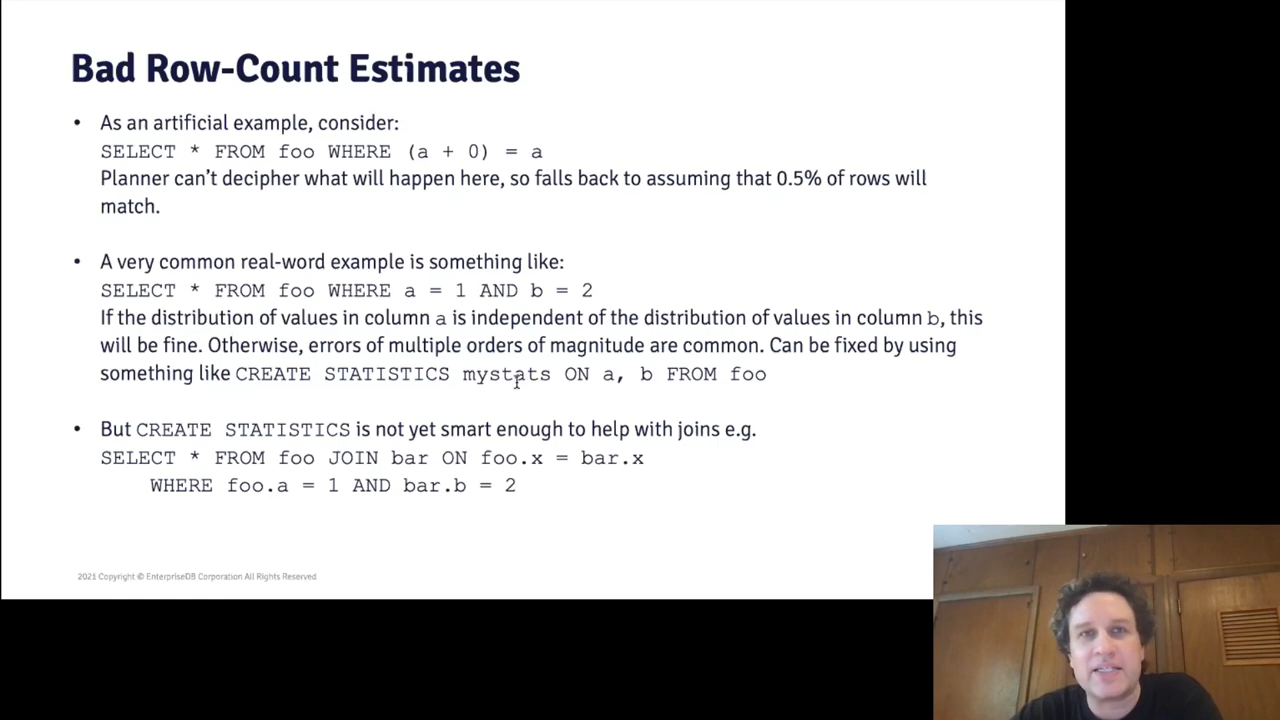 Bad Row-Count Estimates
• As an artificial example, consider:
SELECT * FROM foo WHERE (a + 0) = a
Planner can't decipher what will happen here, so falls back to assuming that 0.5% of rows will
match.
• A very common real-word example is something like:
SELECT * FROM foo WHERE a = 1 AND b = 2
If the distribution of values in column a is independent of the distribution of values in column b, this
will be fine. Otherwise, errors of multiple orders of magnitude are common. Can be fixed by using
something like CREATE STATISTICS mystats ON a, b FROM foo
• But CREATE STATISTICS is not yet smart enough to help with joins e.g.
SELECT * FROM foo JOIN bar ON foo.x = bar.x
WHERE foo.a = 1 AND bar.b = 2
2021 Copyright © EnterpriseDB Corporation All Rights Reserved